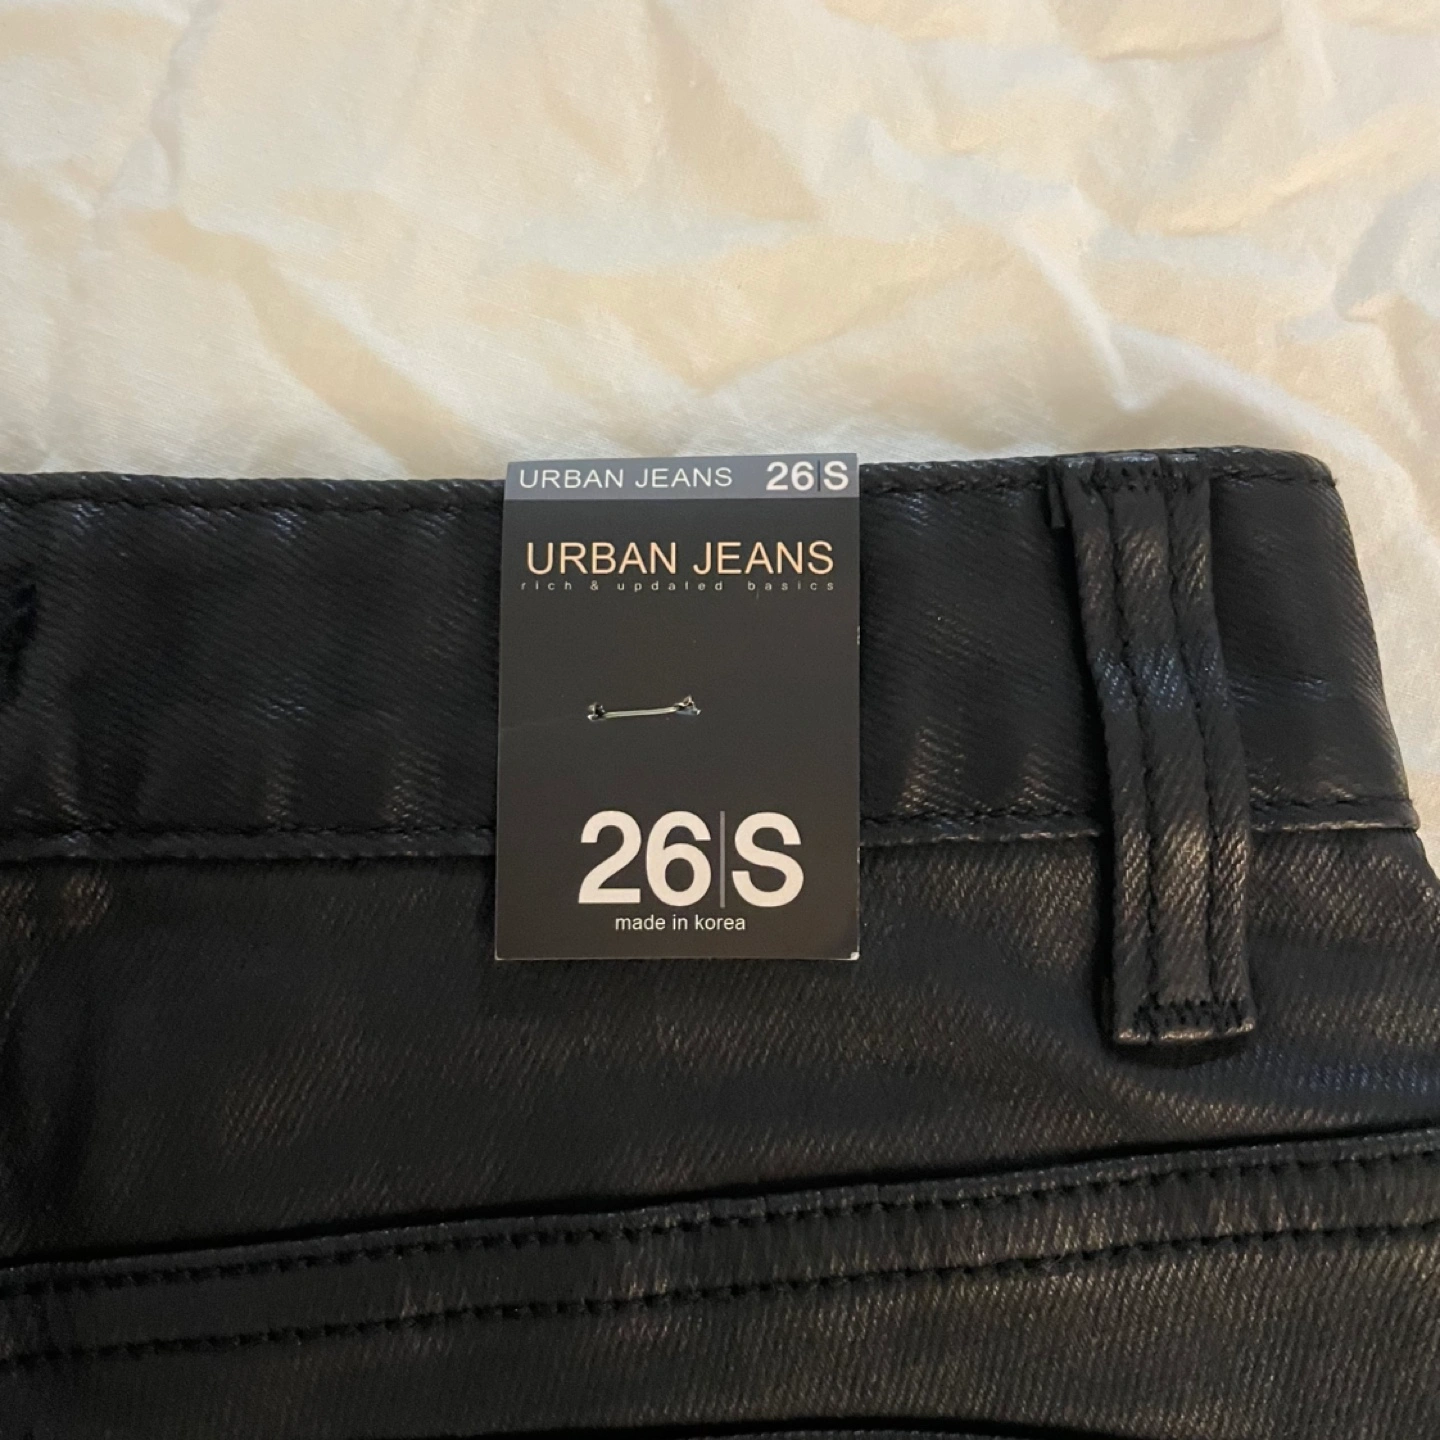 URBAN JEANS 26|S
URBAN JEANS
rich & updated basics
26|S
made in korea